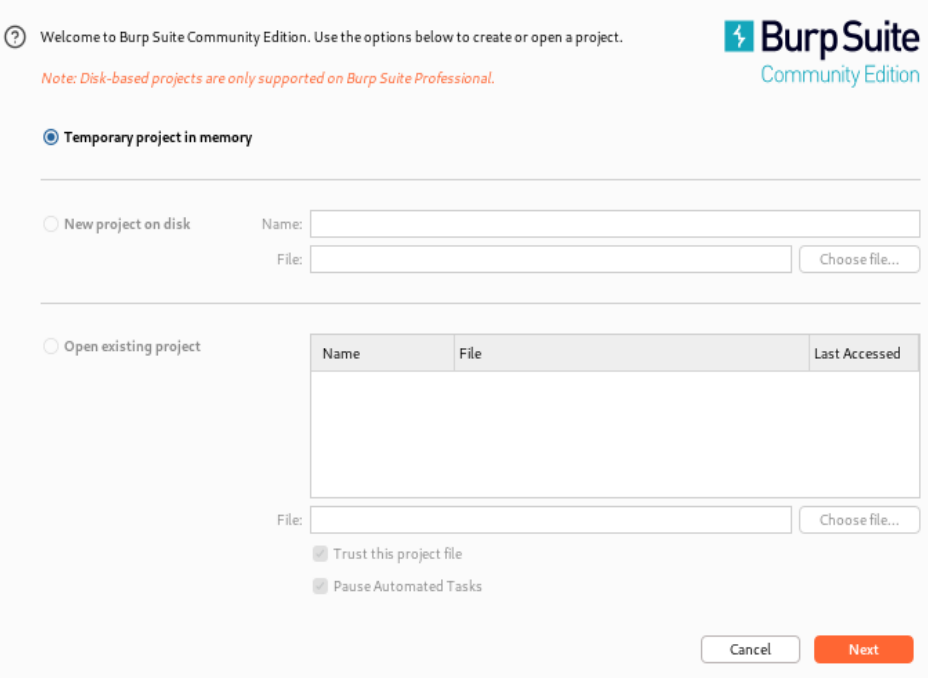 Welcome to Burp Suite Community Edition. Use the options below to create or open a project.
Burp Suite
Community Edition
Note: Disk-based projects are only supported on Burp Suite Professional.
Temporary project in memory
New project on disk
Name:
File:
Choose file...
Open existing project
Name File Last Accessed
File:
Choose file...
Trust this project file
Pause Automated Tasks
Cancel Next